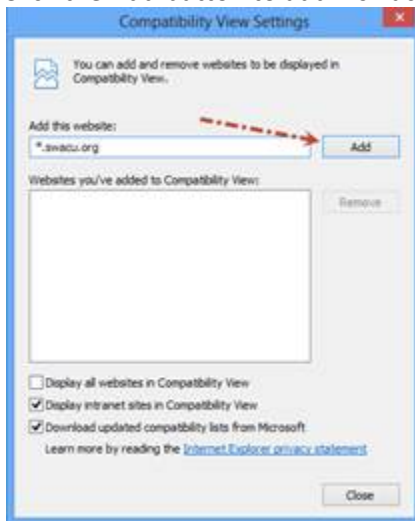 Compatibility View Settings
You can add and remove websites to be displayed in
Compatibility View.
Add this website:
*.swacu.org
Add
Websites you've added to Compatibility View:
Remove
Display all websites in Compatibility View
Display intranet sites in Compatibility View
Download updated compatibility lists from Microsoft
Learn more by reading the Internet Explorer privacy statement
Close